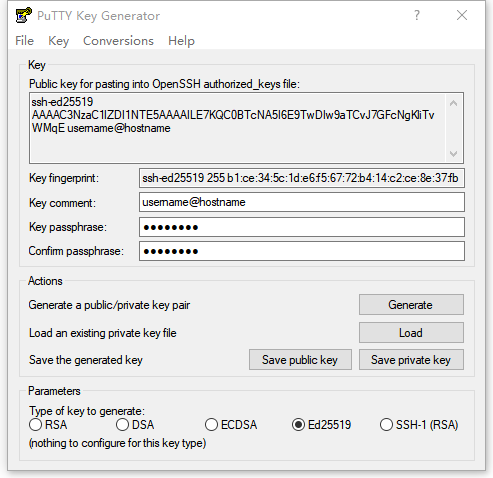 PuTTY Key Generator
File Key Conversions Help
Key
Public key for pasting into OpenSSH authorized_keys file:
ssh-ed25519
AAAAC3NzaC1lZDI1NTE5AAAAILE7KQC0BTcNA5I6E9TwDIw9aTCvJ7GFcNgKliTv
WMqE username@hostname
Key fingerprint: ssh-ed25519 255 b1:ce:34:5c:1d:e6:f5:67:72:b4:14:c2:ce:8e:37:fb
Key comment: username@hostname
Key passphrase: ●●●●●●●●
Confirm passphrase: ●●●●●●●●
Actions
Generate a public/private key pair Generate
Load an existing private key file Load
Save the generated key Save public key Save private key
Parameters
Type of key to generate:
RSA DSA ECDSA Ed25519 SSH-1 (RSA)
(nothing to configure for this key type)